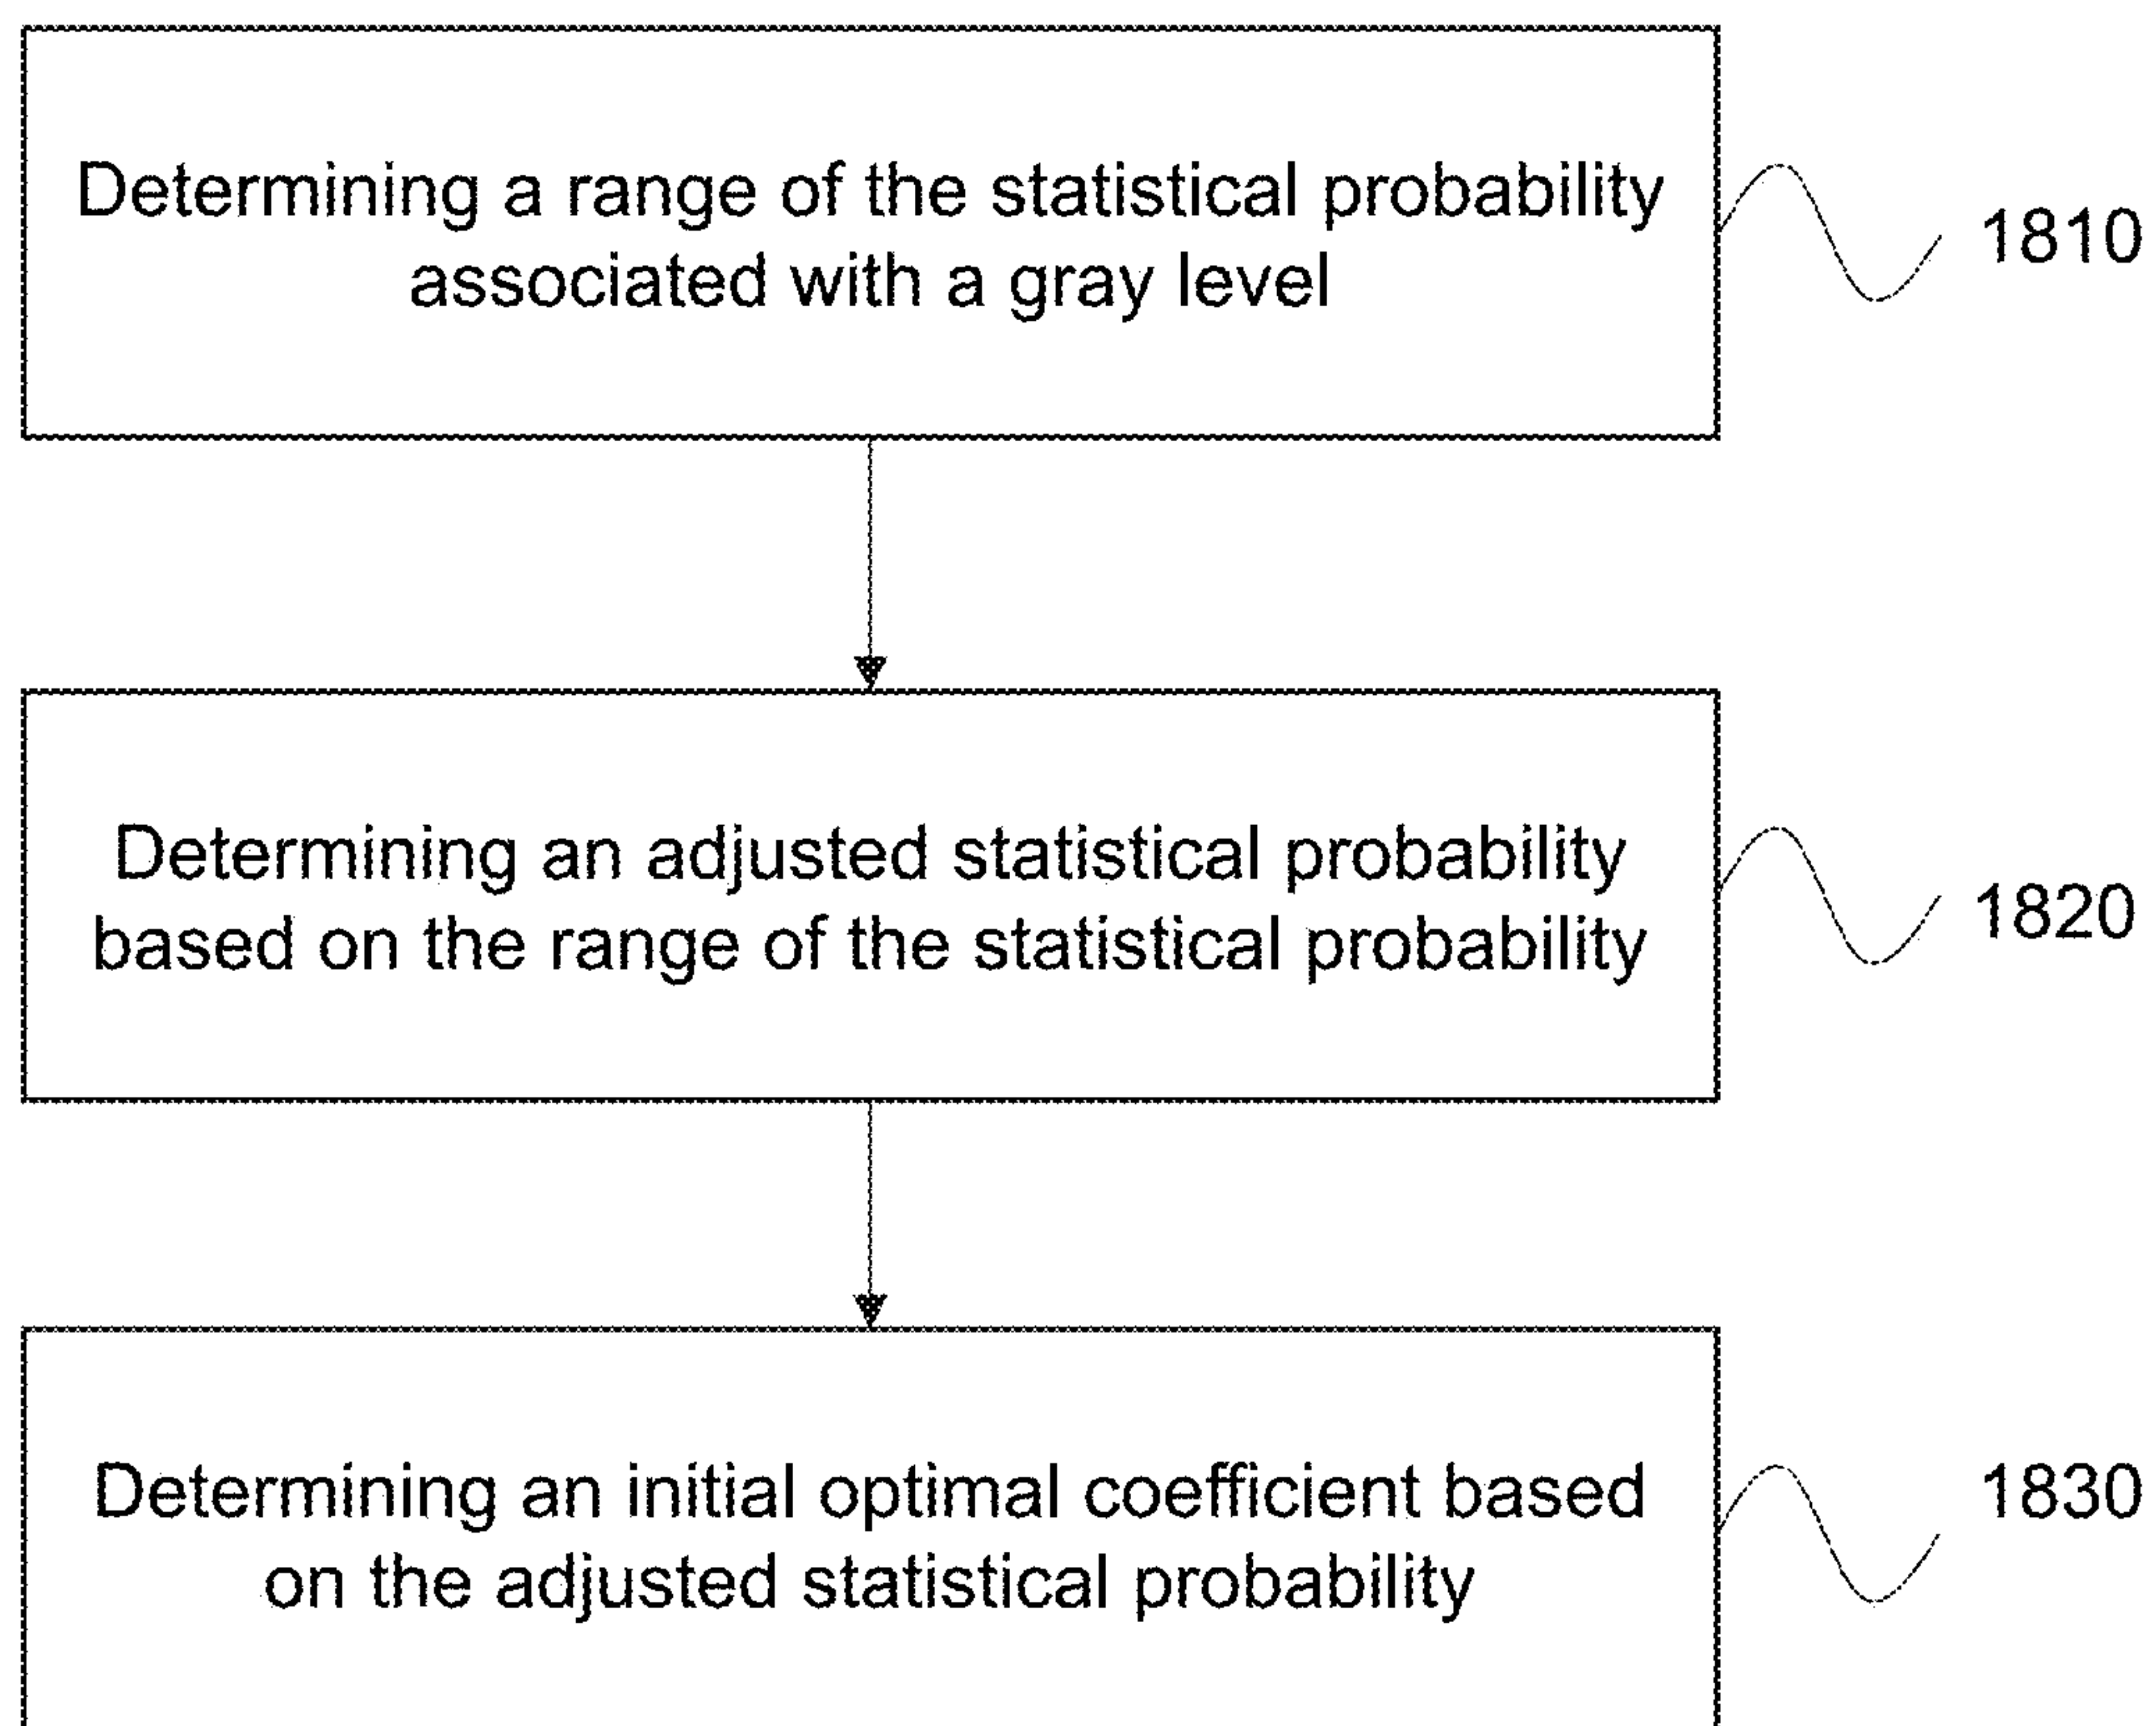 Determining a range of the statistical probability
associated with a gray level
1810
Determining an adjusted statistical probability
based on the range of the statistical probability
1820
Determining an initial optimal coefficient based
on the adjusted statistical probability
1830